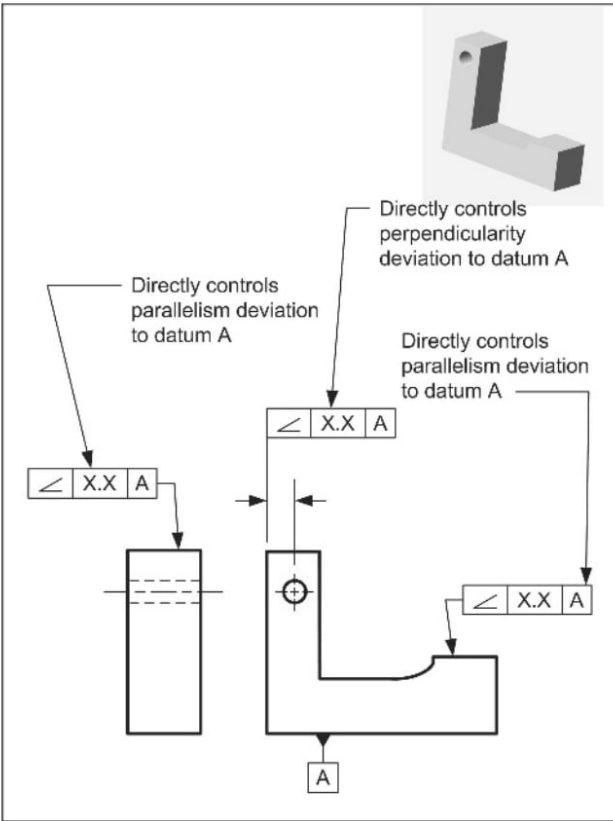 Directly controls
perpendicularity
deviation to datum A
Directly controls
parallelism deviation
to datum A
Directly controls
parallelism deviation
to datum A
∠ X.X A
∠ X.X A
∠ X.X A
A